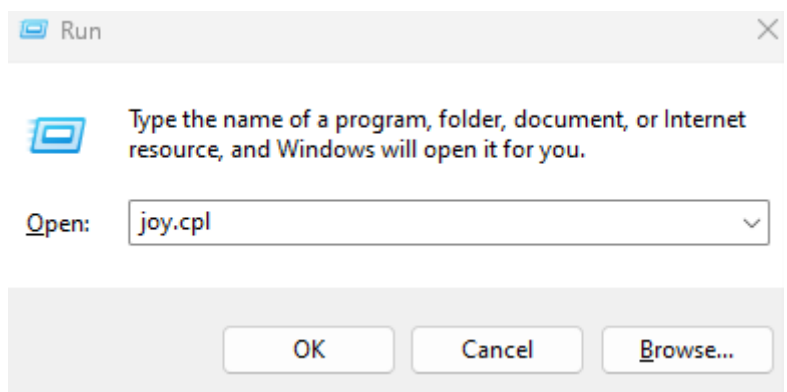 Run
Type the name of a program, folder, document, or Internet
resource, and Windows will open it for you.
Open: joy.cpl
OK Cancel Browse...